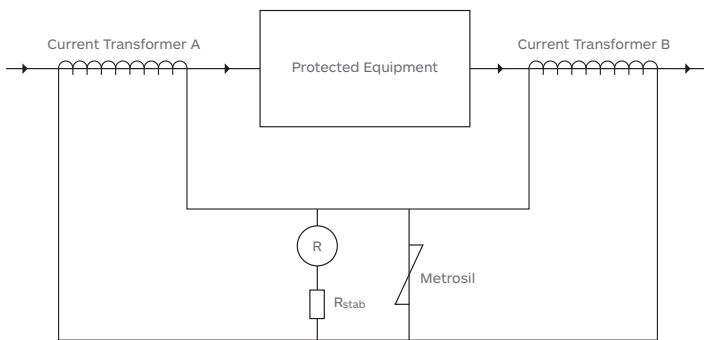 Current Transformer A
Protected Equipment
Current Transformer B
R
Rstab
Metrosil